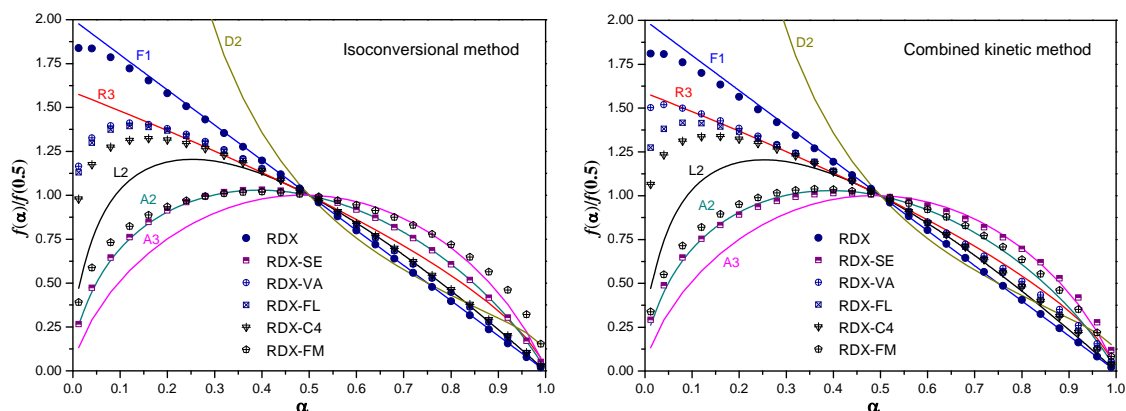 Isoconversional method
D2
F1
R3
L2
A2
A3
RDX
RDX-SE
RDX-VA
RDX-FL
RDX-C4
RDX-FM
f(α)/f(0.5)
2.00
1.75
1.50
1.25
1.00
0.75
0.50
0.25
0.00
0.0 0.1 0.2 0.3 0.4 0.5 0.6 0.7 0.8 0.9 1.0
α
Combined kinetic method
D2
F1
R3
L2
A2
A3
RDX
RDX-SE
RDX-VA
RDX-FL
RDX-C4
RDX-FM
f(α)/f(0.5)
2.00
1.75
1.50
1.25
1.00
0.75
0.50
0.25
0.00
0.0 0.1 0.2 0.3 0.4 0.5 0.6 0.7 0.8 0.9 1.0
α